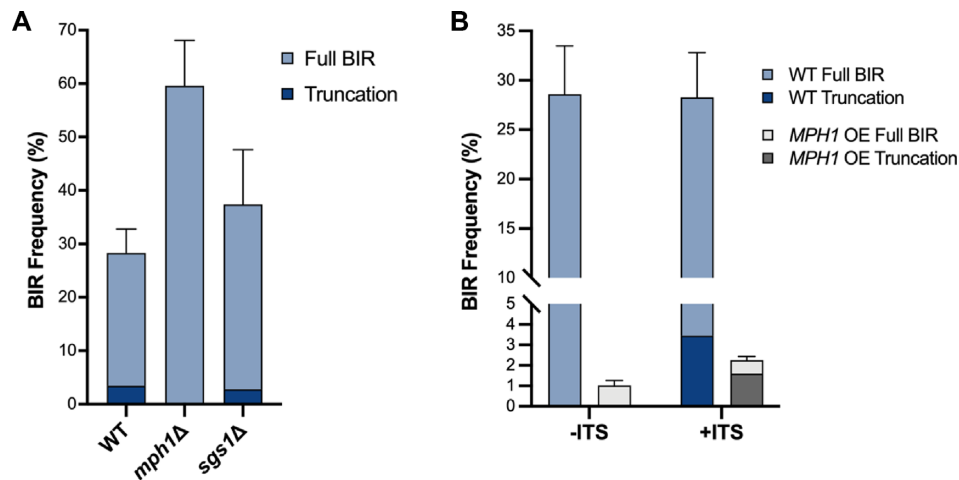 A
BIR Frequency (%)
70
60
50
40
30
20
10
0
WT
mph1Δ
sgs1Δ
Full BIR
Truncation
B
BIR Frequency (%)
35
30
25
20
15
10
5
4
3
2
1
0
-ITS
+ITS
WT Full BIR
WT Truncation
MPH1 OE Full BIR
MPH1 OE Truncation